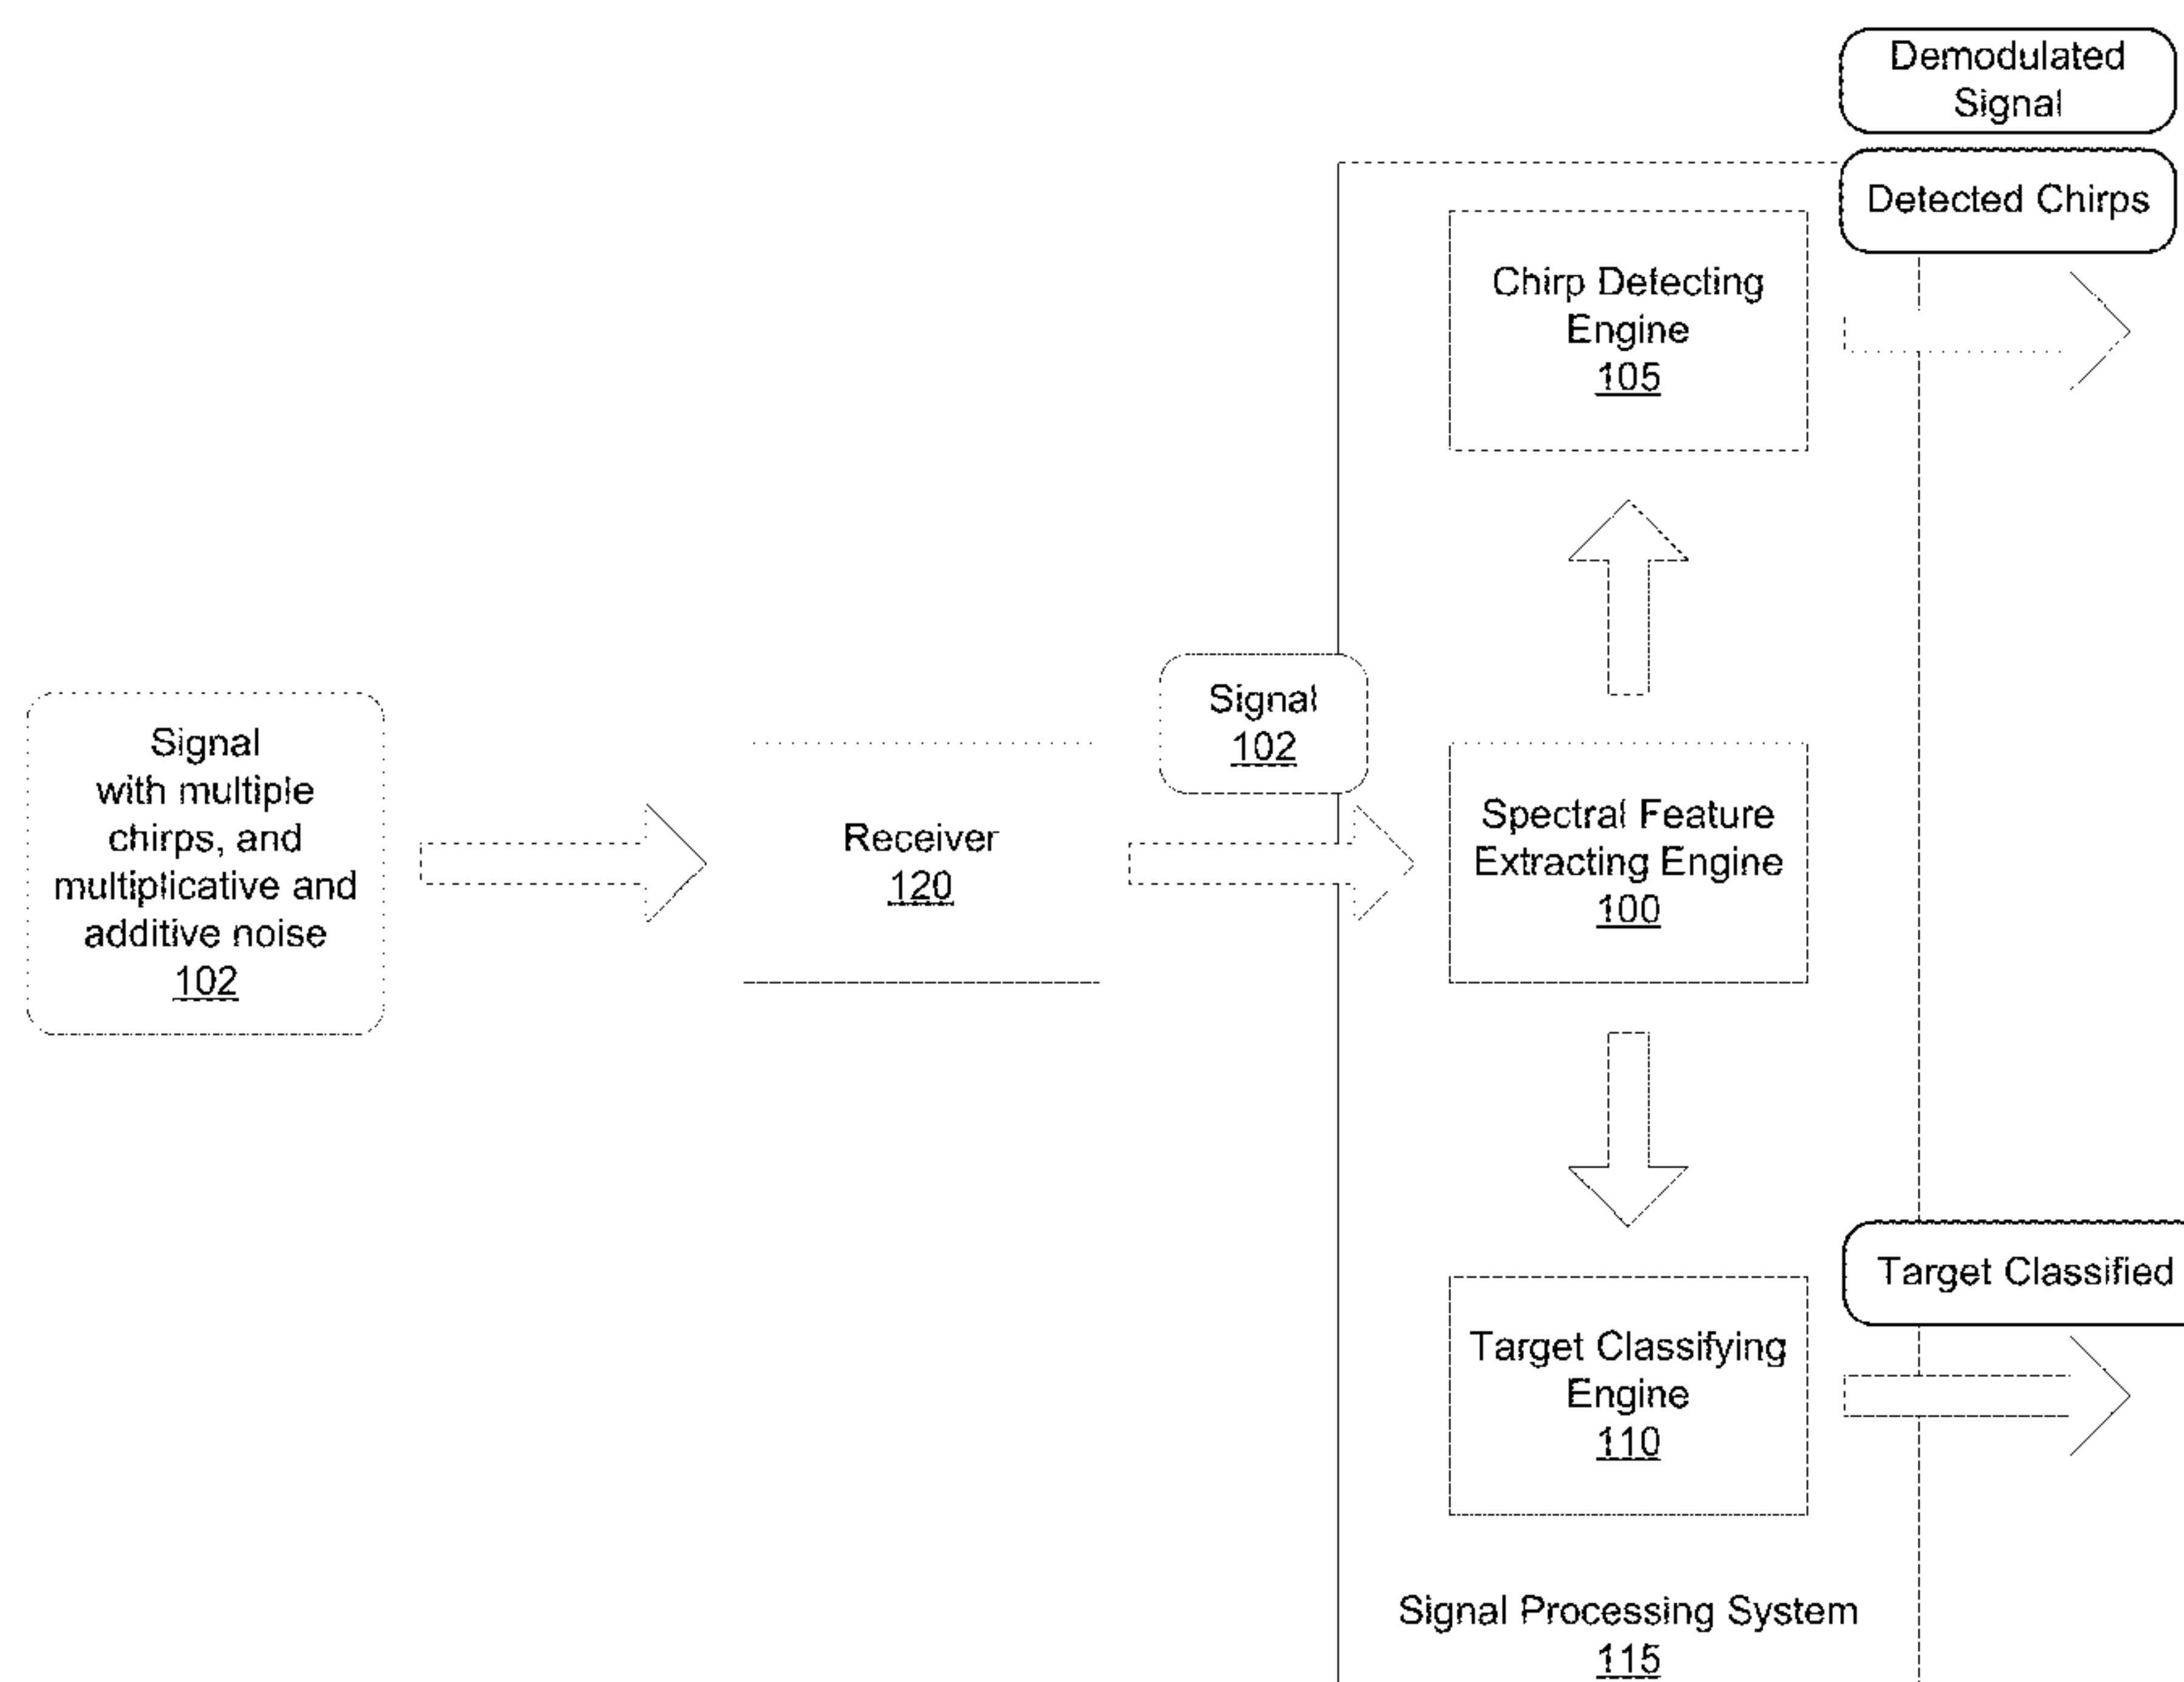 Demodulated
Signal
Detected Chirps
Chirp Detecting
Engine
105
Signal
102
Signal
with multiple
chirps, and
multiplicative and
additive noise
102
Receiver
120
Spectral Feature
Extracting Engine
100
Target Classified
Target Classifying
Engine
110
Signal Processing System
115